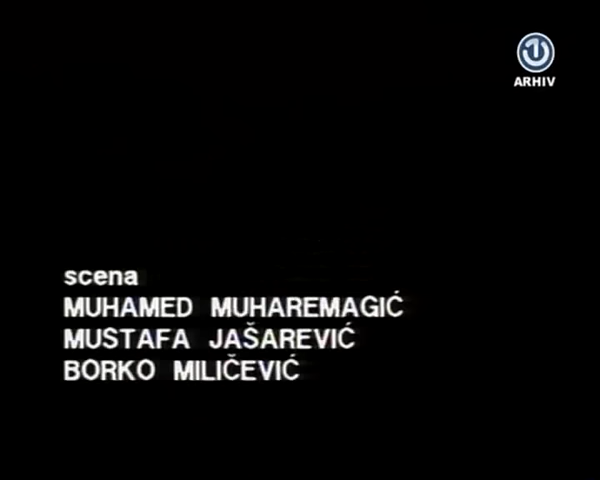 ARHIV
scena
MUHAMED MUHAREMAGIĆ
MUSTAFA JAŠAREVIĆ
BORKO MILIČEVIĆ